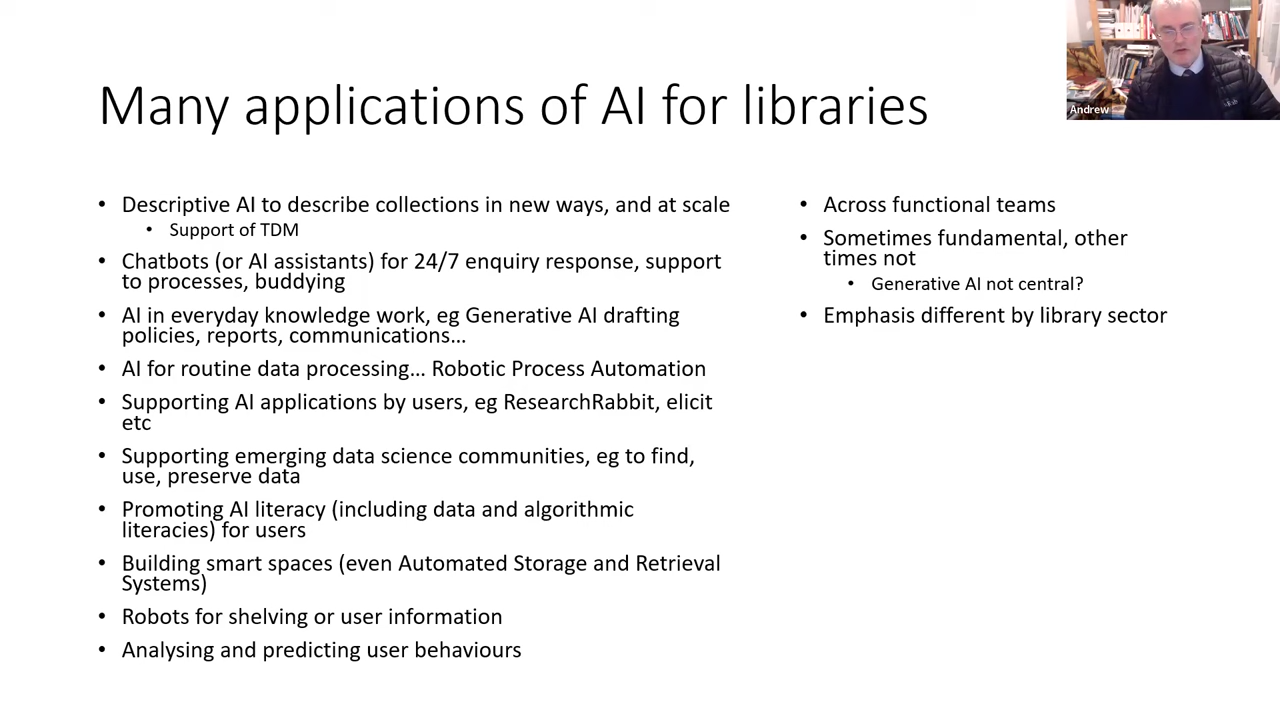 Many applications of AI for libraries
Andrew
• Descriptive AI to describe collections in new ways, and at scale
• Support of TDM
• Chatbots (or AI assistants) for 24/7 enquiry response, support
to processes, buddying
• AI in everyday knowledge work, eg Generative AI drafting
policies, reports, communications…
• AI for routine data processing… Robotic Process Automation
• Supporting AI applications by users, eg ResearchRabbit, elicit
etc
• Supporting emerging data science communities, eg to find,
use, preserve data
• Promoting AI literacy (including data and algorithmic
literacies) for users
• Building smart spaces (even Automated Storage and Retrieval
Systems)
• Robots for shelving or user information
• Analysing and predicting user behaviours
• Across functional teams
• Sometimes fundamental, other
times not
• Generative AI not central?
• Emphasis different by library sector